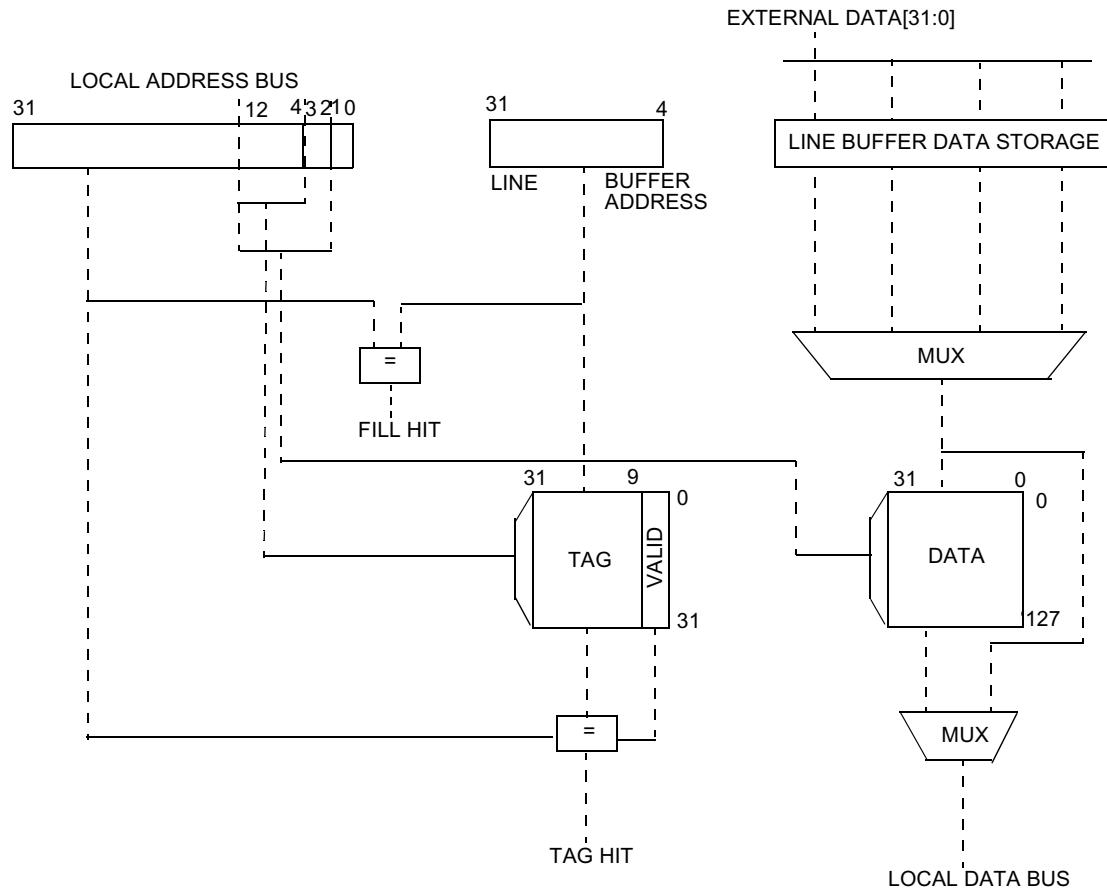 EXTERNAL DATA[31:0]
LOCAL ADDRESS BUS
31 12 4 3 2 1 0
31 4
LINE BUFFER DATA STORAGE
LINE BUFFER
ADDRESS
MUX
=
FILL HIT
31 9 0
31 0
0
TAG
VALID
DATA
31
127
=
MUX
TAG HIT
LOCAL DATA BUS